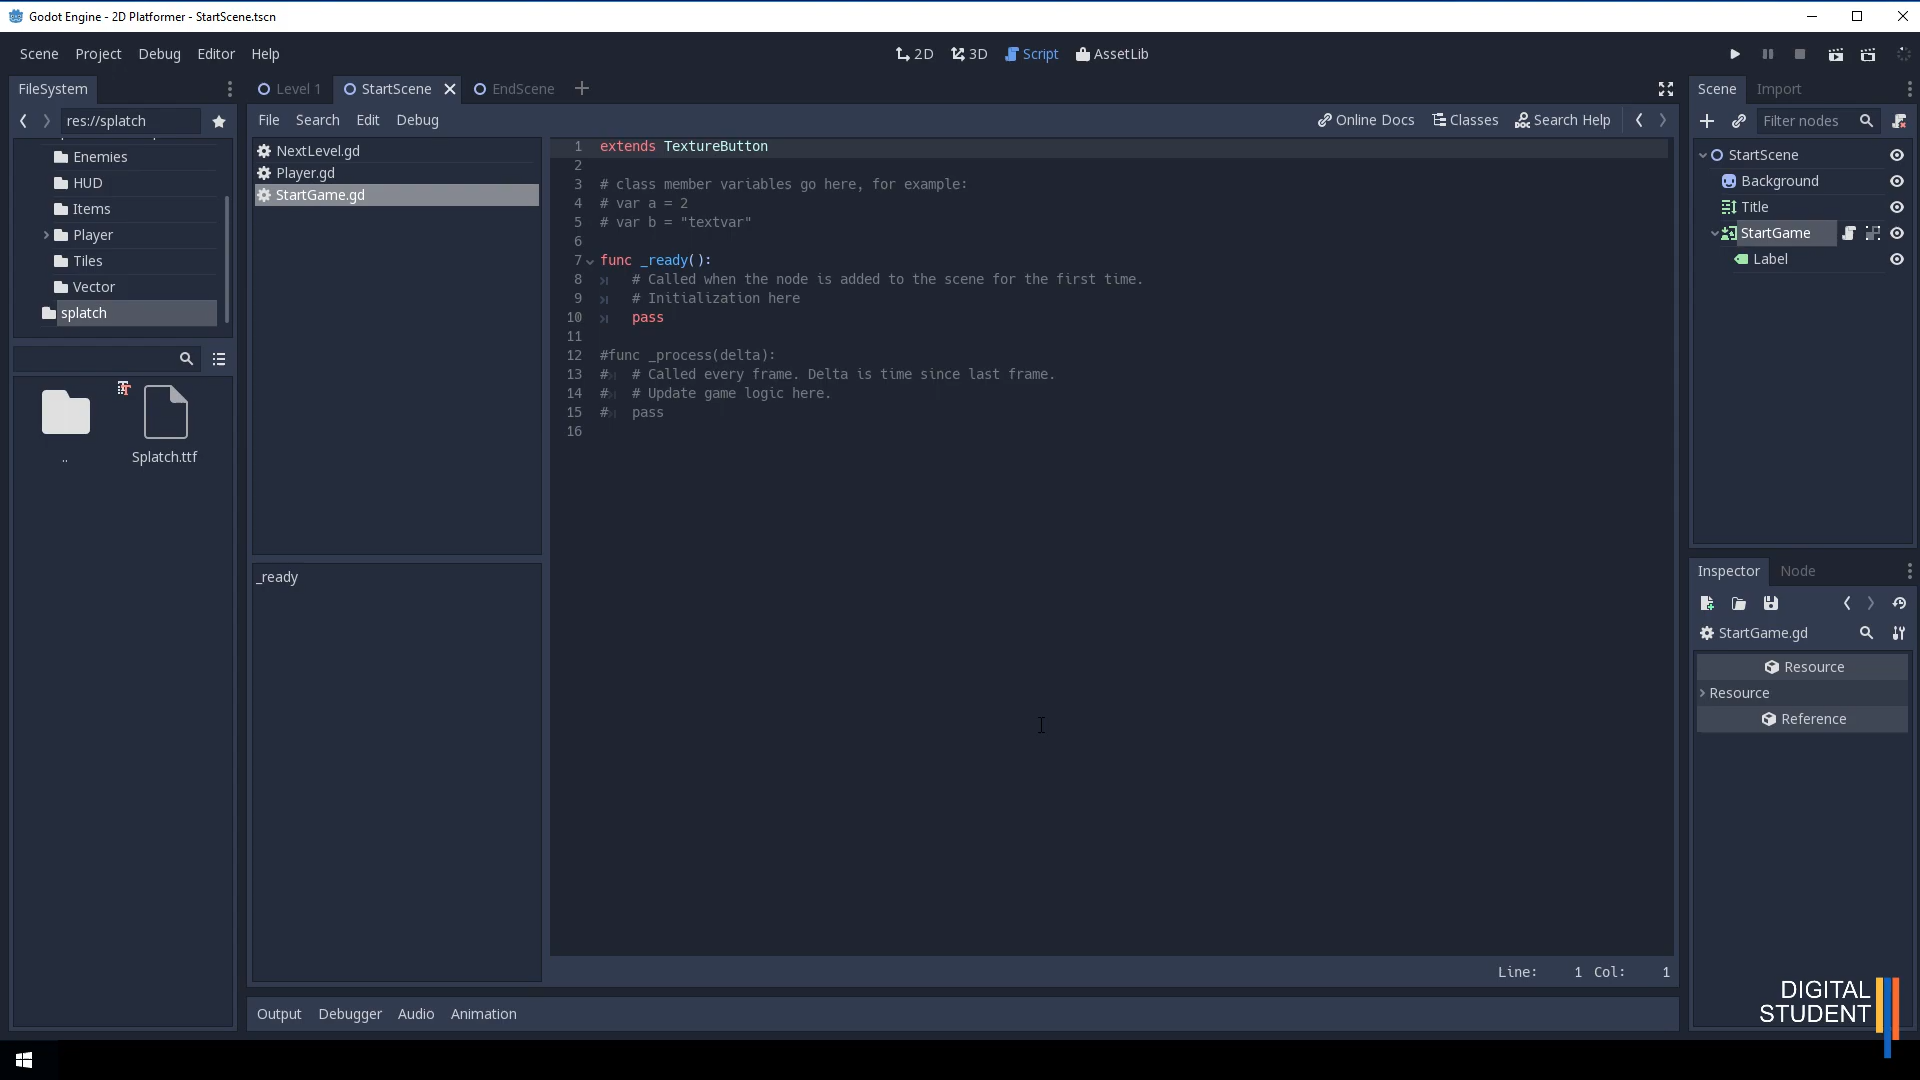 Godot Engine - 2D Platformer - StartScene.tscn
Scene Project Debug Editor Help
2D 3D Script AssetLib
FileSystem
Level 1 StartScene EndScene
Scene Import
res://splatch
File Search Edit Debug
Online Docs Classes Search Help
Filter nodes
Enemies
HUD
Items
Player
Tiles
Vector
splatch
..
Splatch.ttf
NextLevel.gd
Player.gd
StartGame.gd
_ready
1 extends TextureButton
2
3 # class member variables go here, for example:
4 # var a = 2
5 # var b = "textvar"
6
7 func _ready():
8 # Called when the node is added to the scene for the first time.
9 # Initialization here
10 pass
11
12 #func _process(delta):
13 # # Called every frame. Delta is time since last frame.
14 # # Update game logic here.
15 # pass
16
Line: 1 Col: 1
Output Debugger Audio Animation
StartScene
Background
Title
StartGame
Label
Inspector Node
StartGame.gd
Resource
Resource
Reference
DIGITAL
STUDENT